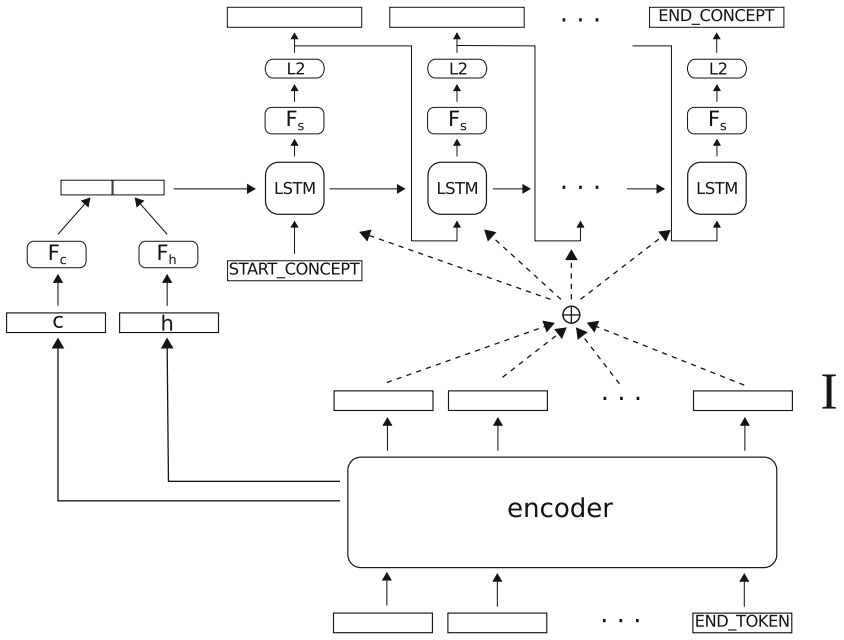 END_CONCEPT
. . .
L2
L2
L2
Fs
Fs
Fs
LSTM
LSTM
. . .
LSTM
Fc
Fh
START_CONCEPT
c
h
. . .
I
encoder
. . .
END_TOKEN